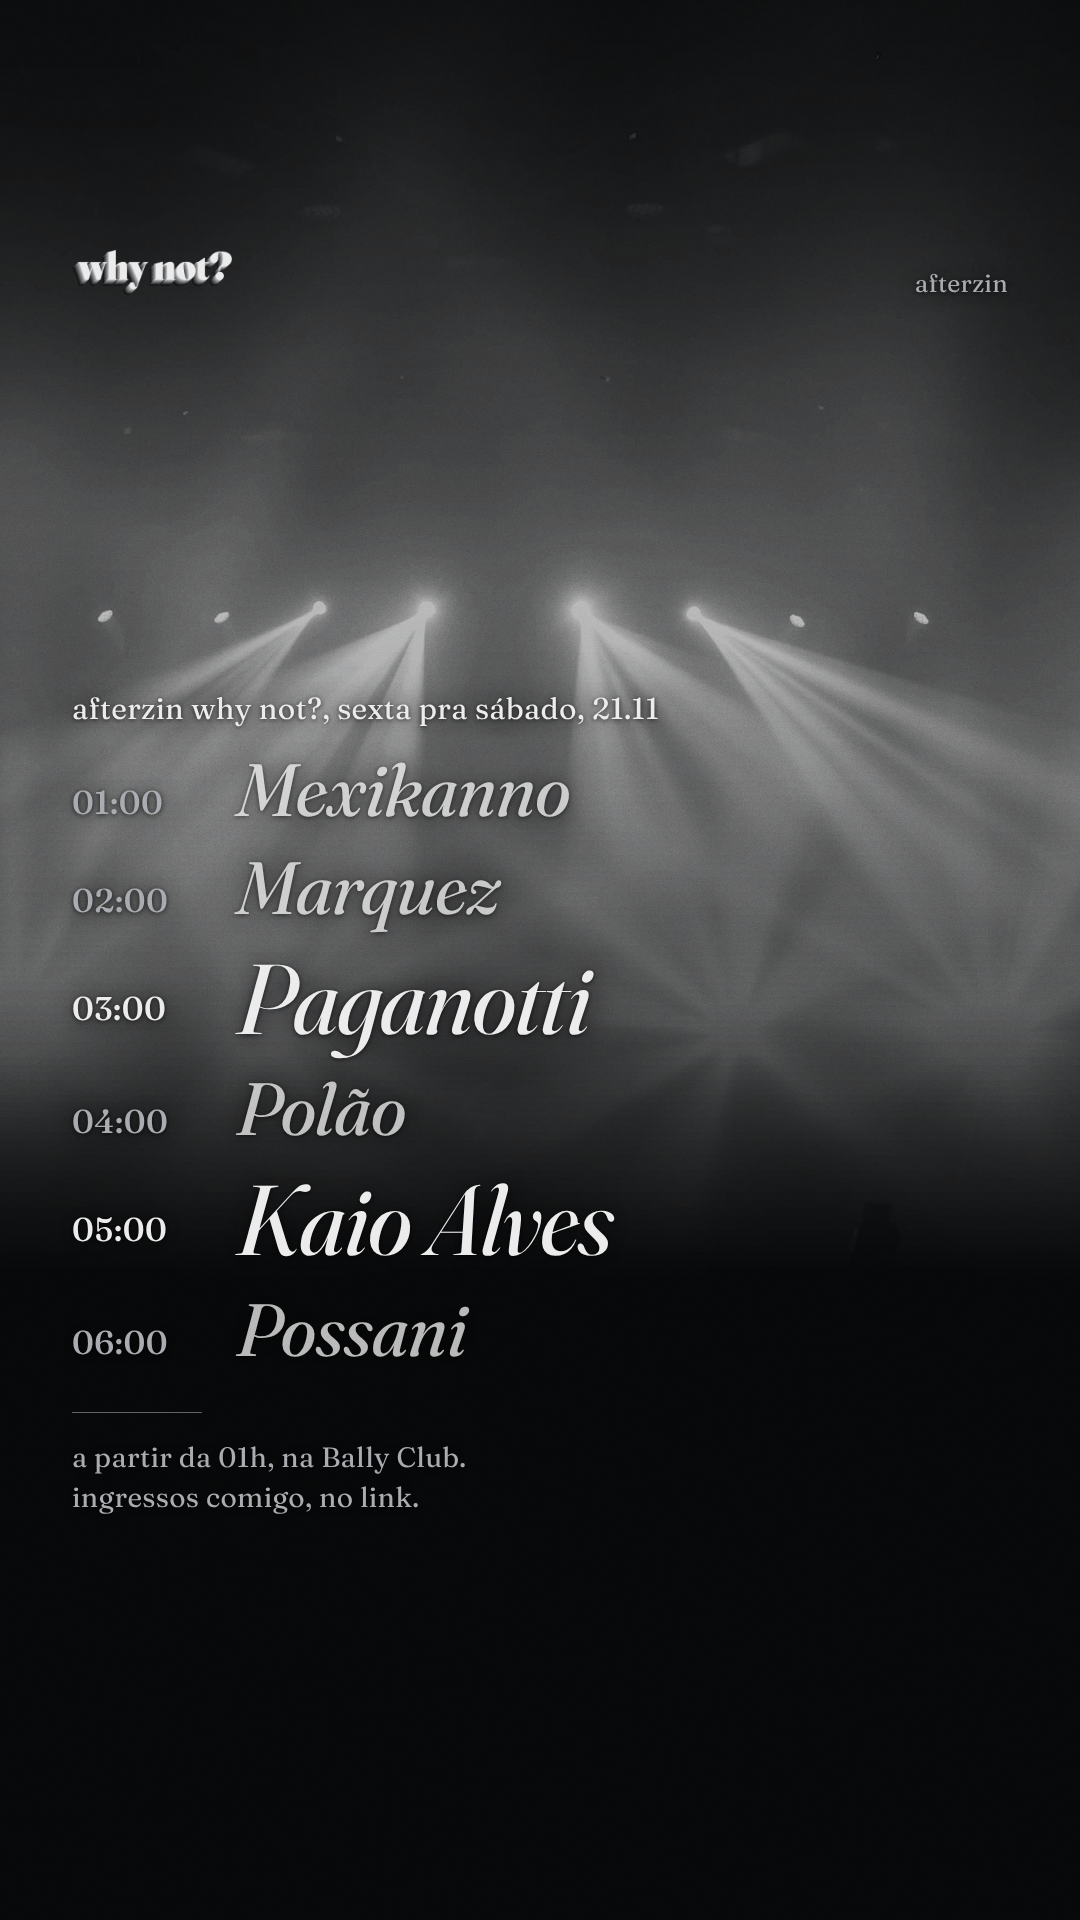 why not?
afterzin
afterzin why not?, sexta pra sábado, 21.11
01:00 Mexikanno
02:00 Marquez
03:00 Paganotti
04:00 Polão
05:00 Kaio Alves
06:00 Possani
a partir da 01h, na Bally Club.
ingressos comigo, no link.